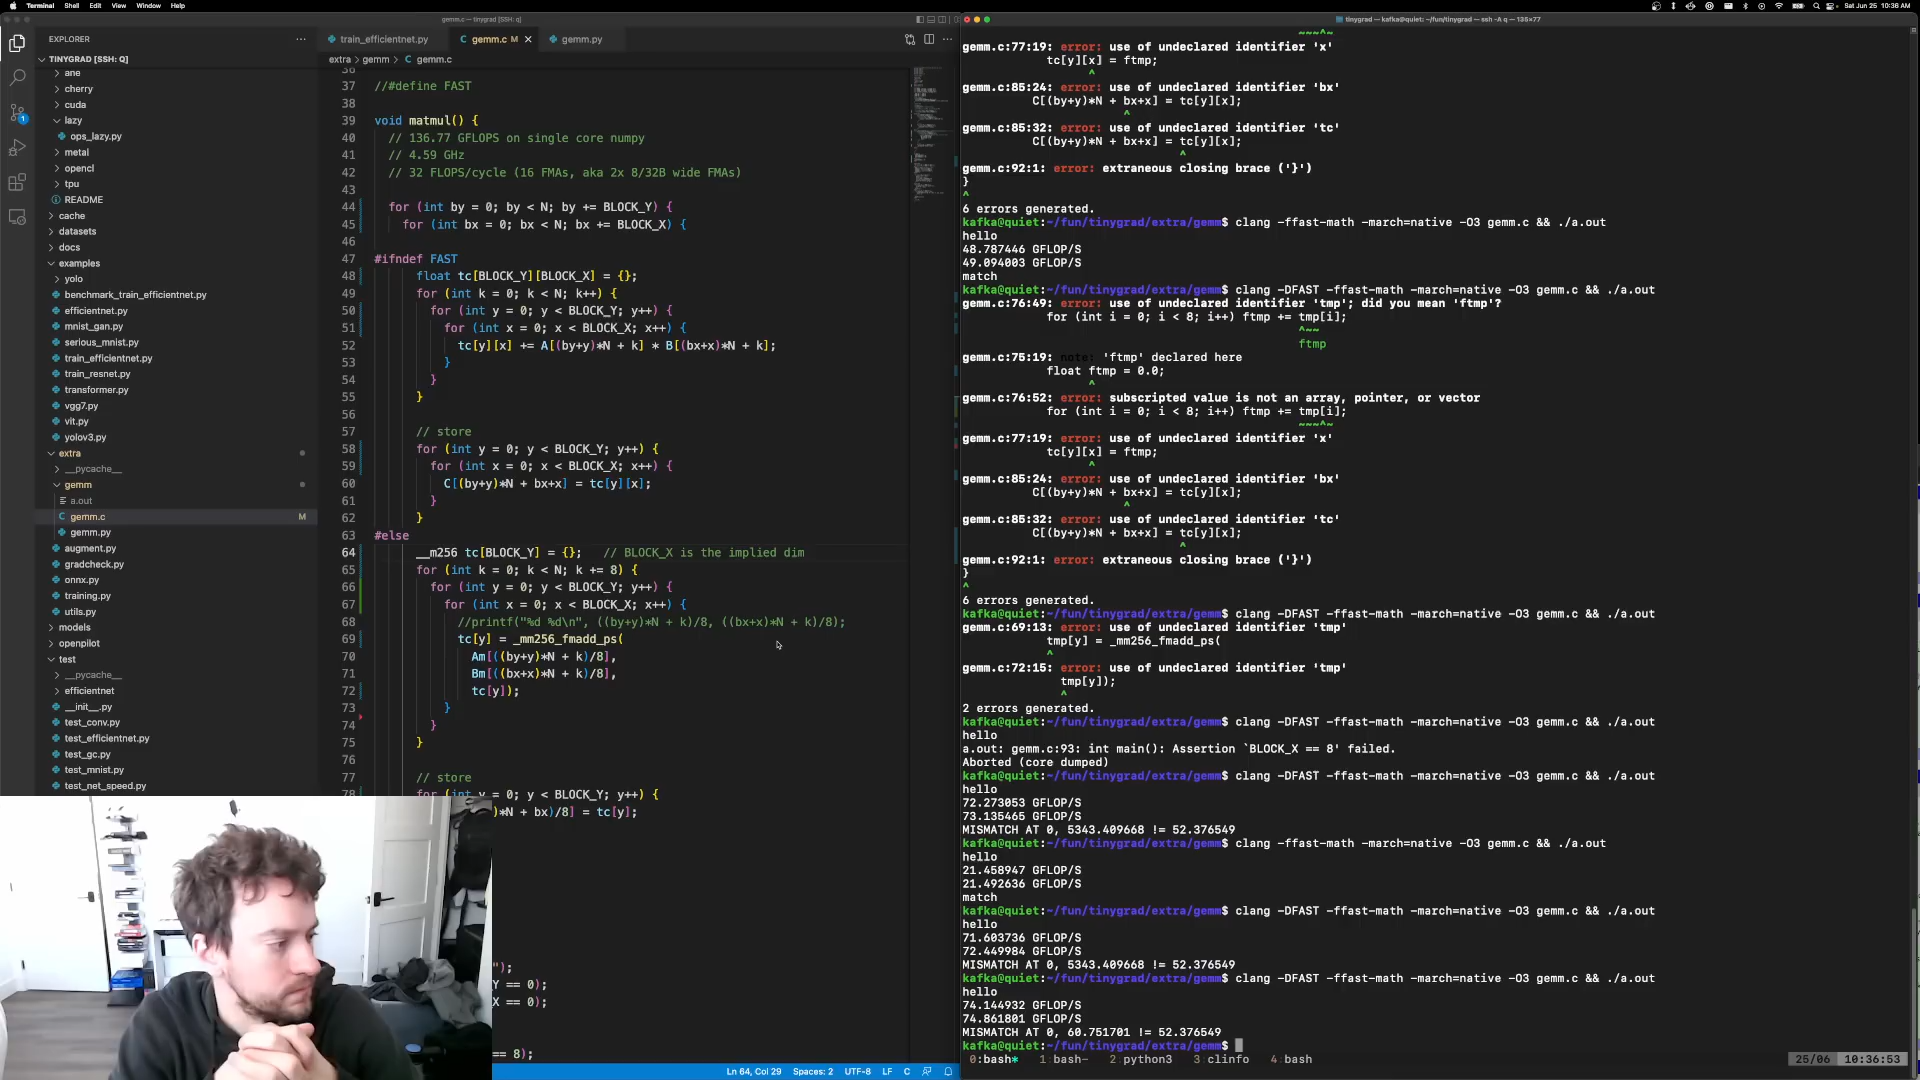 Terminal Shell Edit View Window Help
Sat Jun 25 10:36 AM
gemm.c — tinygrad [SSH: q]
tinygrad — kafka@quiet: ~/fun/tinygrad — ssh -A q — 135×77
EXPLORER
TINYGRAD [SSH: Q]
ane
cherry
cuda
lazy
ops_lazy.py
metal
opencl
tpu
README
cache
datasets
docs
examples
yolo
benchmark_train_efficientnet.py
efficientnet.py
mnist_gan.py
serious_mnist.py
train_efficientnet.py
train_resnet.py
transformer.py
vgg7.py
vit.py
yolov3.py
extra
__pycache__
gemm
a.out
gemm.c M
gemm.py
augment.py
gradcheck.py
onnx.py
training.py
utils.py
models
openpilot
test
__pycache__
efficientnet
__init__.py
test_conv.py
test_efficientnet.py
test_gc.py
test_mnist.py
test_net_speed.py
train_efficientnet.py gemm.c M gemm.py
extra > gemm > gemm.c
36
37 //#define FAST
38
39 void matmul() {
40 // 136.77 GFLOPS on single core numpy
41 // 4.59 GHz
42 // 32 FLOPS/cycle (16 FMAs, aka 2x 8/32B wide FMAs)
43
44 for (int by = 0; by < N; by += BLOCK_Y) {
45 for (int bx = 0; bx < N; bx += BLOCK_X) {
46
47 #ifndef FAST
48 float tc[BLOCK_Y][BLOCK_X] = {};
49 for (int k = 0; k < N; k++) {
50 for (int y = 0; y < BLOCK_Y; y++) {
51 for (int x = 0; x < BLOCK_X; x++) {
52 tc[y][x] += A[(by+y)*N + k] * B[(bx+x)*N + k];
53 }
54 }
55 }
56
57 // store
58 for (int y = 0; y < BLOCK_Y; y++) {
59 for (int x = 0; x < BLOCK_X; x++) {
60 C[(by+y)*N + bx+x] = tc[y][x];
61 }
62 }
63 #else
64 __m256 tc[BLOCK_Y] = {}; // BLOCK_X is the implied dim
65 for (int k = 0; k < N; k += 8) {
66 for (int y = 0; y < BLOCK_Y; y++) {
67 for (int x = 0; x < BLOCK_X; x++) {
68 //printf("%d %d\n", ((by+y)*N + k)/8, ((bx+x)*N + k)/8);
69 tc[y] = _mm256_fmadd_ps(
70 Am[((by+y)*N + k)/8],
71 Bm[((bx+x)*N + k)/8],
72 tc[y]);
73 }
74 }
75 }
76
77 // store
78 for (int y = 0; y < BLOCK_Y; y++) {
)*N + bx)/8] = tc[y];
");
Y == 0);
X == 0);
== 8);
Ln 64, Col 29 Spaces: 2 UTF-8 LF C
~~~^~
gemm.c:77:19: error: use of undeclared identifier 'x'
tc[y][x] = ftmp;
^
gemm.c:85:24: error: use of undeclared identifier 'bx'
C[(by+y)*N + bx+x] = tc[y][x];
^
gemm.c:85:32: error: use of undeclared identifier 'tc'
C[(by+y)*N + bx+x] = tc[y][x];
^
gemm.c:92:1: error: extraneous closing brace ('}')
}
^
6 errors generated.
kafka@quiet:~/fun/tinygrad/extra/gemm$ clang -ffast-math -march=native -O3 gemm.c && ./a.out
hello
48.787446 GFLOP/S
49.094003 GFLOP/S
match
kafka@quiet:~/fun/tinygrad/extra/gemm$ clang -DFAST -ffast-math -march=native -O3 gemm.c && ./a.out
gemm.c:76:49: error: use of undeclared identifier 'tmp'; did you mean 'ftmp'?
for (int i = 0; i < 8; i++) ftmp += tmp[i];
^~~
ftmp
gemm.c:75:19: note: 'ftmp' declared here
float ftmp = 0.0;
^
gemm.c:76:52: error: subscripted value is not an array, pointer, or vector
for (int i = 0; i < 8; i++) ftmp += tmp[i];
~~~^~
gemm.c:77:19: error: use of undeclared identifier 'x'
tc[y][x] = ftmp;
^
gemm.c:85:24: error: use of undeclared identifier 'bx'
C[(by+y)*N + bx+x] = tc[y][x];
^
gemm.c:85:32: error: use of undeclared identifier 'tc'
C[(by+y)*N + bx+x] = tc[y][x];
^
gemm.c:92:1: error: extraneous closing brace ('}')
}
^
6 errors generated.
kafka@quiet:~/fun/tinygrad/extra/gemm$ clang -DFAST -ffast-math -march=native -O3 gemm.c && ./a.out
gemm.c:69:13: error: use of undeclared identifier 'tmp'
tmp[y] = _mm256_fmadd_ps(
^
gemm.c:72:15: error: use of undeclared identifier 'tmp'
tmp[y]);
^
2 errors generated.
kafka@quiet:~/fun/tinygrad/extra/gemm$ clang -DFAST -ffast-math -march=native -O3 gemm.c && ./a.out
hello
a.out: gemm.c:93: int main(): Assertion `BLOCK_X == 8' failed.
Aborted (core dumped)
kafka@quiet:~/fun/tinygrad/extra/gemm$ clang -DFAST -ffast-math -march=native -O3 gemm.c && ./a.out
hello
72.273053 GFLOP/S
73.135465 GFLOP/S
MISMATCH AT 0, 5343.409668 != 52.376549
kafka@quiet:~/fun/tinygrad/extra/gemm$ clang -ffast-math -march=native -O3 gemm.c && ./a.out
hello
21.458947 GFLOP/S
21.492636 GFLOP/S
match
kafka@quiet:~/fun/tinygrad/extra/gemm$ clang -DFAST -ffast-math -march=native -O3 gemm.c && ./a.out
hello
71.603736 GFLOP/S
72.449984 GFLOP/S
MISMATCH AT 0, 5343.409668 != 52.376549
kafka@quiet:~/fun/tinygrad/extra/gemm$ clang -DFAST -ffast-math -march=native -O3 gemm.c && ./a.out
hello
74.144932 GFLOP/S
74.861801 GFLOP/S
MISMATCH AT 0, 60.751701 != 52.376549
kafka@quiet:~/fun/tinygrad/extra/gemm$
0:bash* 1 bash- 2 python3 3 clinfo 4 bash
25/06 10:36:53